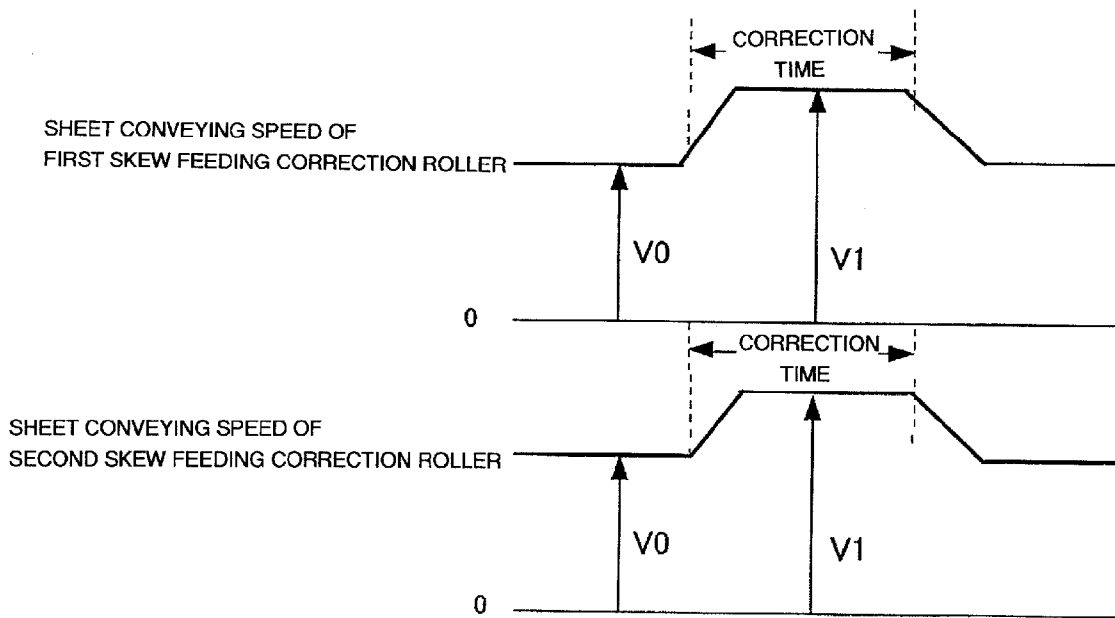 CORRECTION
TIME
SHEET CONVEYING SPEED OF
FIRST SKEW FEEDING CORRECTION ROLLER
V0
V1
0
CORRECTION
TIME
SHEET CONVEYING SPEED OF
SECOND SKEW FEEDING CORRECTION ROLLER
V0
V1
0